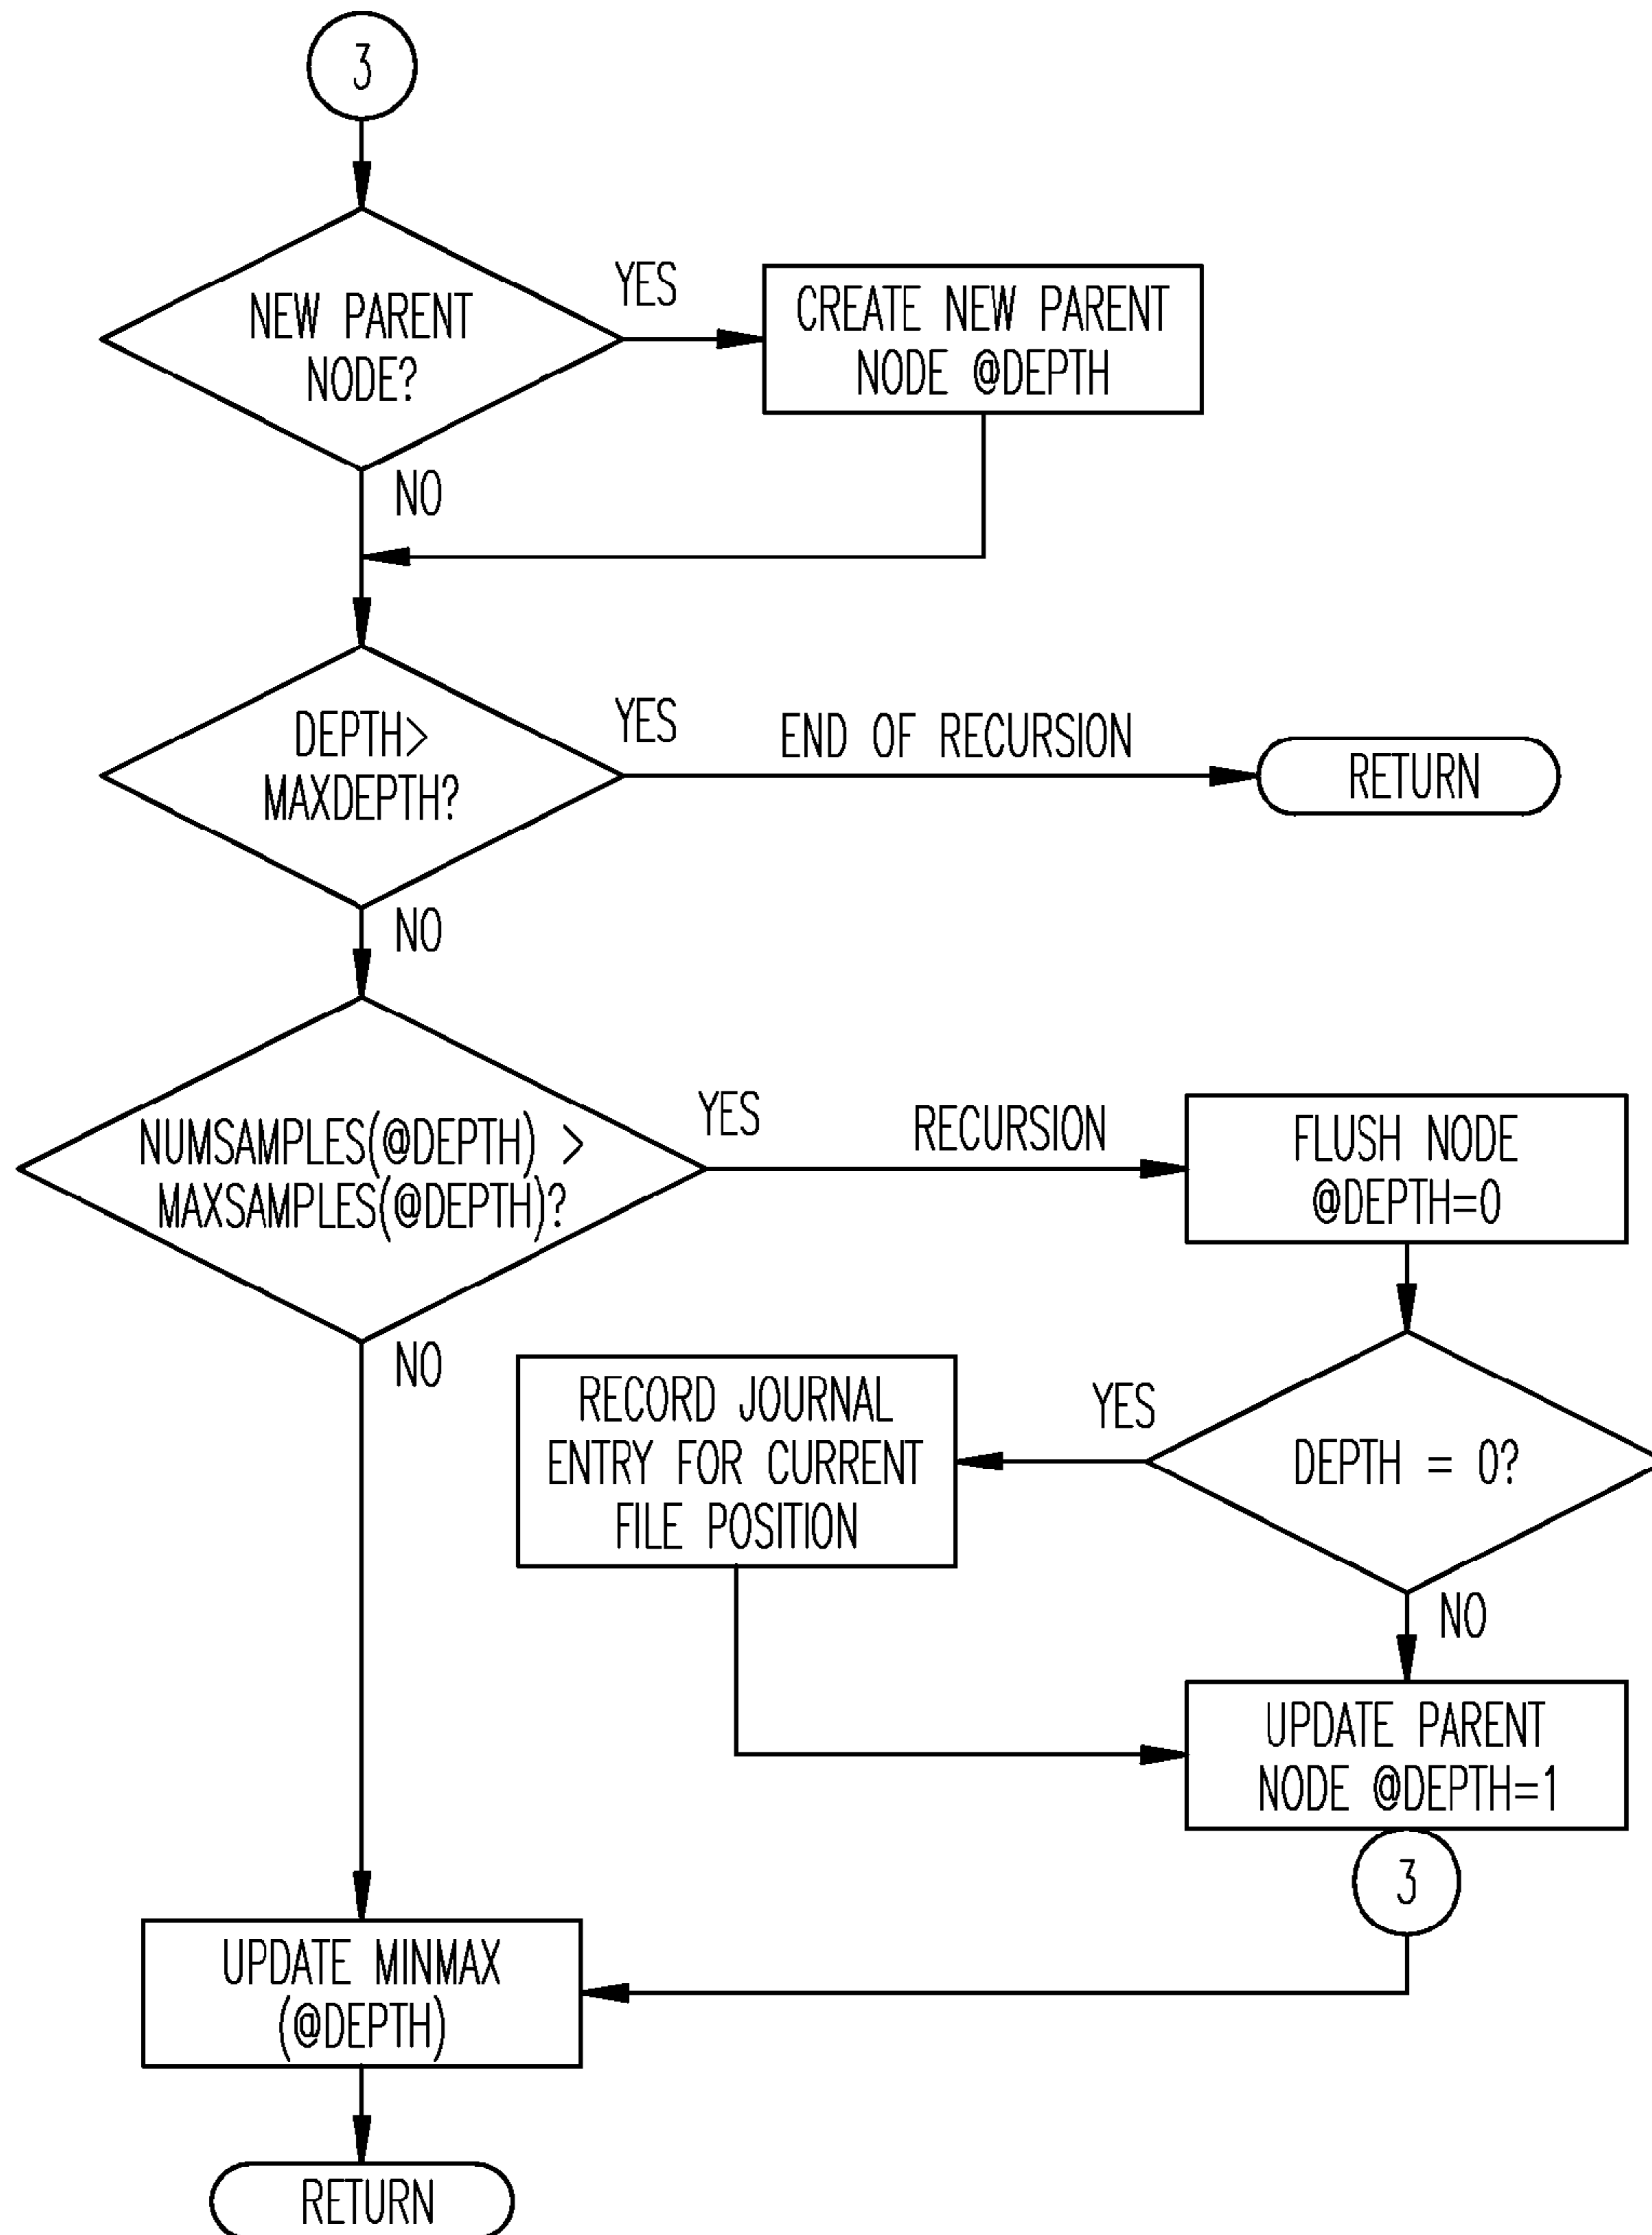 3
NEW PARENT
NODE?
YES
CREATE NEW PARENT
NODE @DEPTH
NO
DEPTH>
MAXDEPTH?
YES
END OF RECURSION
RETURN
NO
NUMSAMPLES(@DEPTH) >
MAXSAMPLES(@DEPTH)?
YES
RECURSION
FLUSH NODE
@DEPTH=0
NO
RECORD JOURNAL
ENTRY FOR CURRENT
FILE POSITION
YES
DEPTH = 0?
NO
UPDATE PARENT
NODE @DEPTH=1
3
UPDATE MINMAX
(@DEPTH)
RETURN